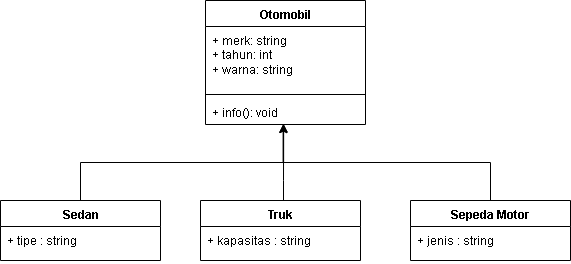 Otomobil
+ merk: string
+ tahun: int
+ warna: string
+ info(): void
Sedan
+ tipe : string
Truk
+ kapasitas : string
Sepeda Motor
+ jenis : string